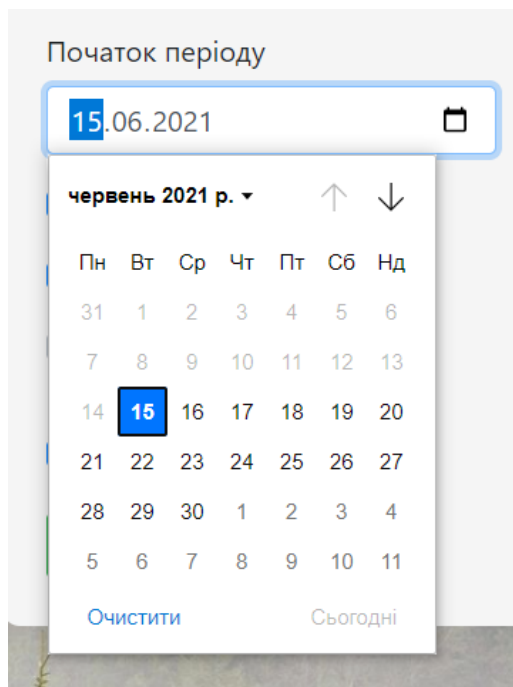 Початок періоду
15.06.2021
червень 2021 р.
Пн Вт Ср Чт Пт Сб Нд
31 1 2 3 4 5 6
7 8 9 10 11 12 13
14 15 16 17 18 19 20
21 22 23 24 25 26 27
28 29 30 1 2 3 4
5 6 7 8 9 10 11
Очистити Сьогодні